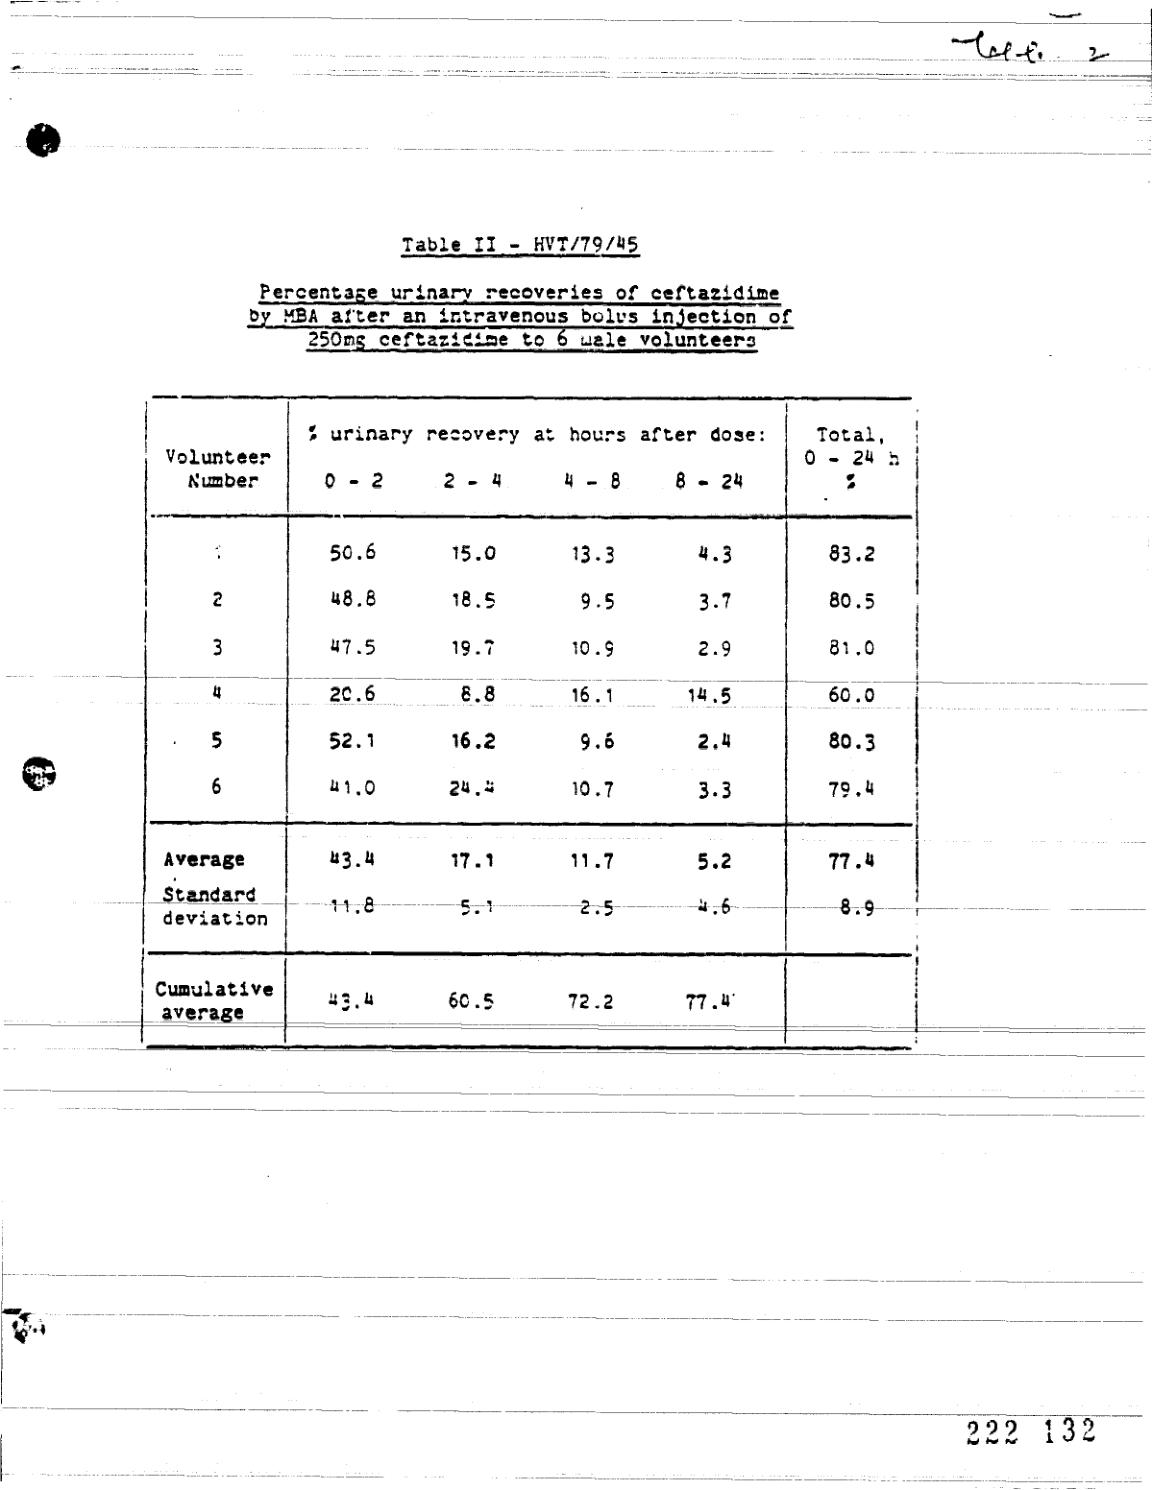 Table 2
Table II - HVT/79/45
Percentage urinary recoveries of ceftazidime
by MBA after an intravenous bolus injection of
250mg ceftazidime to 6 male volunteers
Volunteer Number % urinary recovery at hours after dose: Total, 0 - 24 h %
0 - 2 2 - 4 4 - 8 8 - 24
1 50.6 15.0 13.3 4.3 83.2
2 48.8 18.5 9.5 3.7 80.5
3 47.5 19.7 10.9 2.9 81.0
4 20.6 8.8 16.1 14.5 60.0
5 52.1 16.2 9.6 2.4 80.3
6 41.0 24.4 10.7 3.3 79.4
Average 43.4 17.1 11.7 5.2 77.4
Standard deviation 11.8 5.1 2.5 4.6 8.9
Cumulative average 43.4 60.5 72.2 77.4
222 132